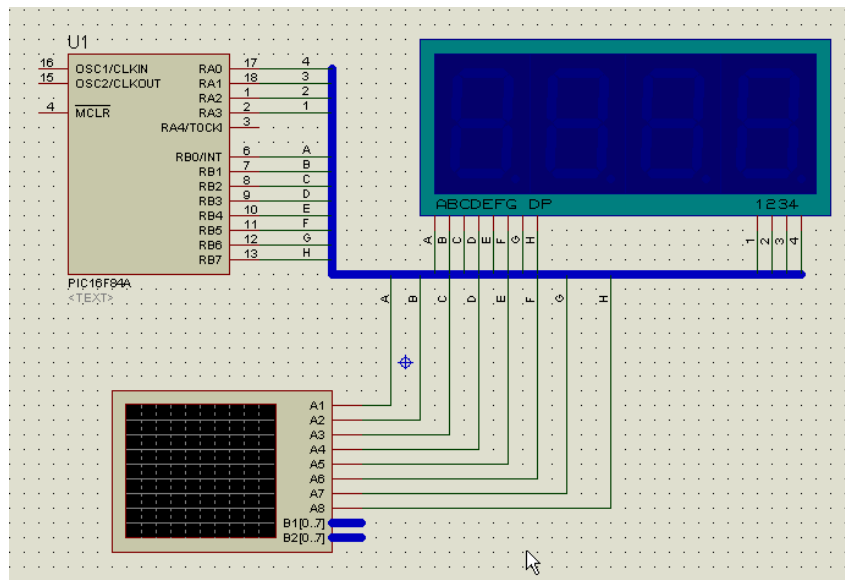 U1
16 OSC1/CLKIN RA0 17 4
15 OSC2/CLKOUT RA1 18 3
RA2 1 2
4 MCLR RA3 2 1
RA4/T0CKI 3
RB0/INT 6 A
RB1 7 B
RB2 8 C
RB3 9 D
RB4 10 E
RB5 11 F
RB6 12 G
RB7 13 H
PIC16F84A
<TEXT>
ABCDEFG DP 1234
A B C D E F G H 1 2 3 4
A B C D E F G H
A1
A2
A3
A4
A5
A6
A7
A8
B1[0..7]
B2[0..7]